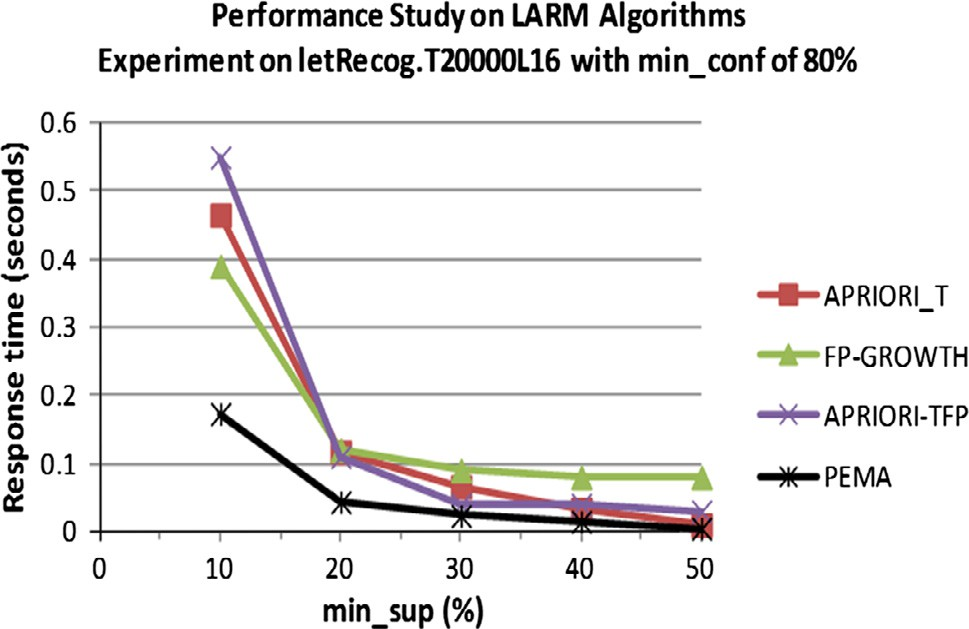 Performance Study on LARM Algorithms
Experiment on letRecog.T20000L16 with min_conf of 80%
Response time (seconds)
0.6
0.5
0.4
0.3
0.2
0.1
0
0 10 20 30 40 50
min_sup (%)
APRIORI_T
FP-GROWTH
APRIORI-TFP
PEMA